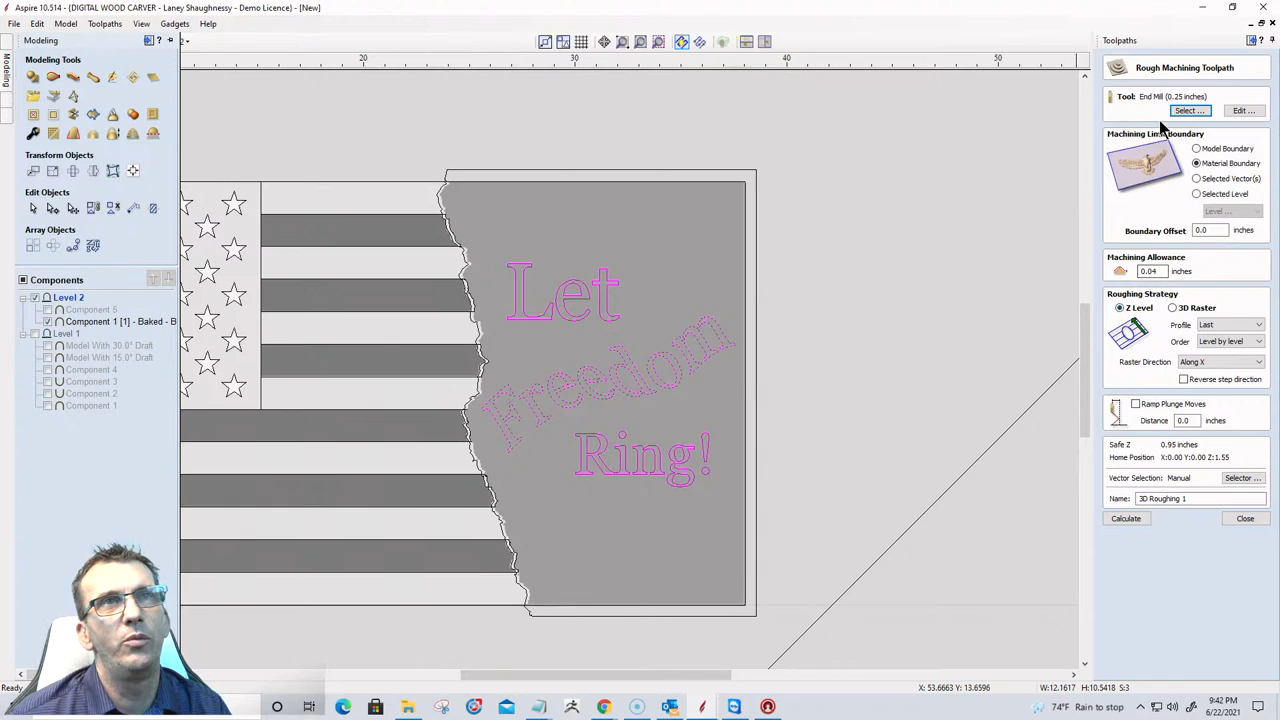 Aspire 10.514 - (DIGITAL WOOD CARVER - Laney Shaughnessy - Demo Licence) - [New]
File Edit Model Toolpaths View Gadgets Help
Modeling
Toolpaths
Modeling
20 30 40 50
Modeling Tools
Transform Objects
Edit Objects
Array Objects
Components
Level 2
Component 5
Component 1 [1] - Baked - B
Level 1
Model With 30.0° Draft
Model With 15.0° Draft
Component 4
Component 3
Component 2
Component 1
Let
Freedom
Ring!
Rough Machining Toolpath
Tool: End Mill (0.25 inches)
Select ... Edit ...
Machining Limit Boundary
Model Boundary
Material Boundary
Selected Vector(s)
Selected Level
Level ...
Boundary Offset 0.0 inches
Machining Allowance
0.04 inches
Roughing Strategy
Z Level 3D Raster
Profile Last
Order Level by level
Raster Direction Along X
Reverse step direction
Ramp Plunge Moves
Distance 0.0 inches
Safe Z 0.95 inches
Home Position X:0.00 Y:0.00 Z:1.55
Vector Selection: Manual Selector ...
Name: 3D Roughing 1
Calculate Close
Ready
X: 53.6663 Y: 13.6596 W:12.1617 H:10.5418 S:3
74°F Rain to stop
9:42 PM
6/22/2021